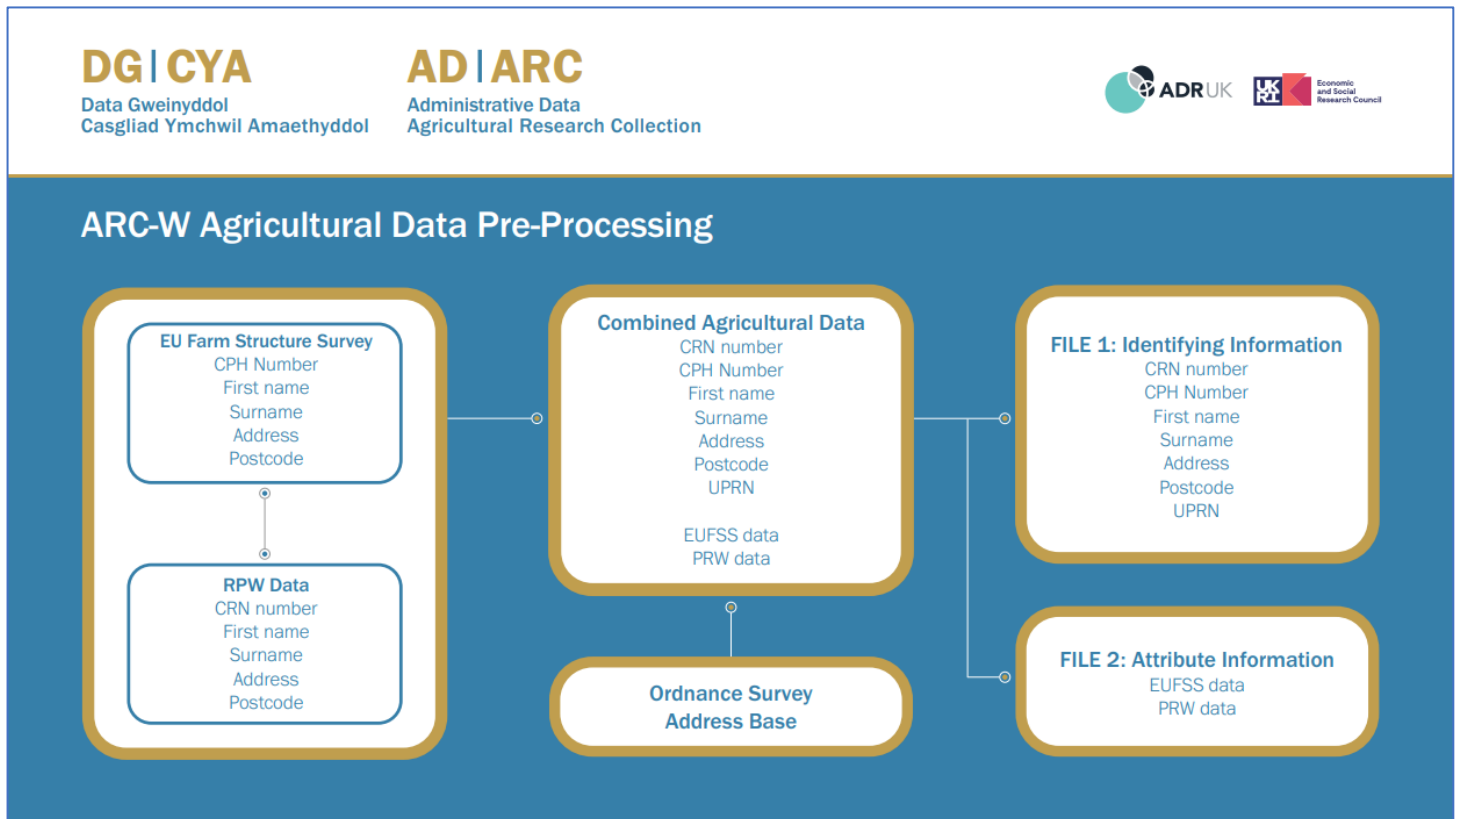 DG|CYA
Data Gweinyddol
Casgliad Ymchwil Amaethyddol
AD|ARC
Administrative Data
Agricultural Research Collection
ADRUK
UK
RI
Economic
and Social
Research Council
ARC-W Agricultural Data Pre-Processing
EU Farm Structure Survey
CPH Number
First name
Surname
Address
Postcode
RPW Data
CRN number
First name
Surname
Address
Postcode
Combined Agricultural Data
CRN number
CPH Number
First name
Surname
Address
Postcode
UPRN
EUFSS data
PRW data
Ordnance Survey
Address Base
FILE 1: Identifying Information
CRN number
CPH Number
First name
Surname
Address
Postcode
UPRN
FILE 2: Attribute Information
EUFSS data
PRW data